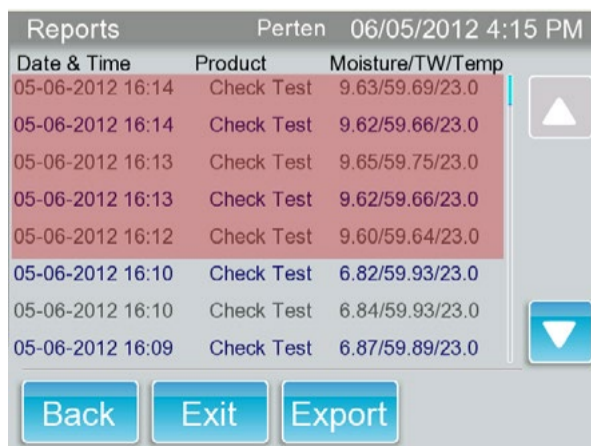 Reports Perten 06/05/2012 4:15 PM
Date & Time Product Moisture/TW/Temp
05-06-2012 16:14 Check Test 9.63/59.69/23.0
05-06-2012 16:14 Check Test 9.62/59.66/23.0
05-06-2012 16:13 Check Test 9.65/59.75/23.0
05-06-2012 16:13 Check Test 9.62/59.66/23.0
05-06-2012 16:12 Check Test 9.60/59.64/23.0
05-06-2012 16:10 Check Test 6.82/59.93/23.0
05-06-2012 16:10 Check Test 6.84/59.93/23.0
05-06-2012 16:09 Check Test 6.87/59.89/23.0
Back Exit Export